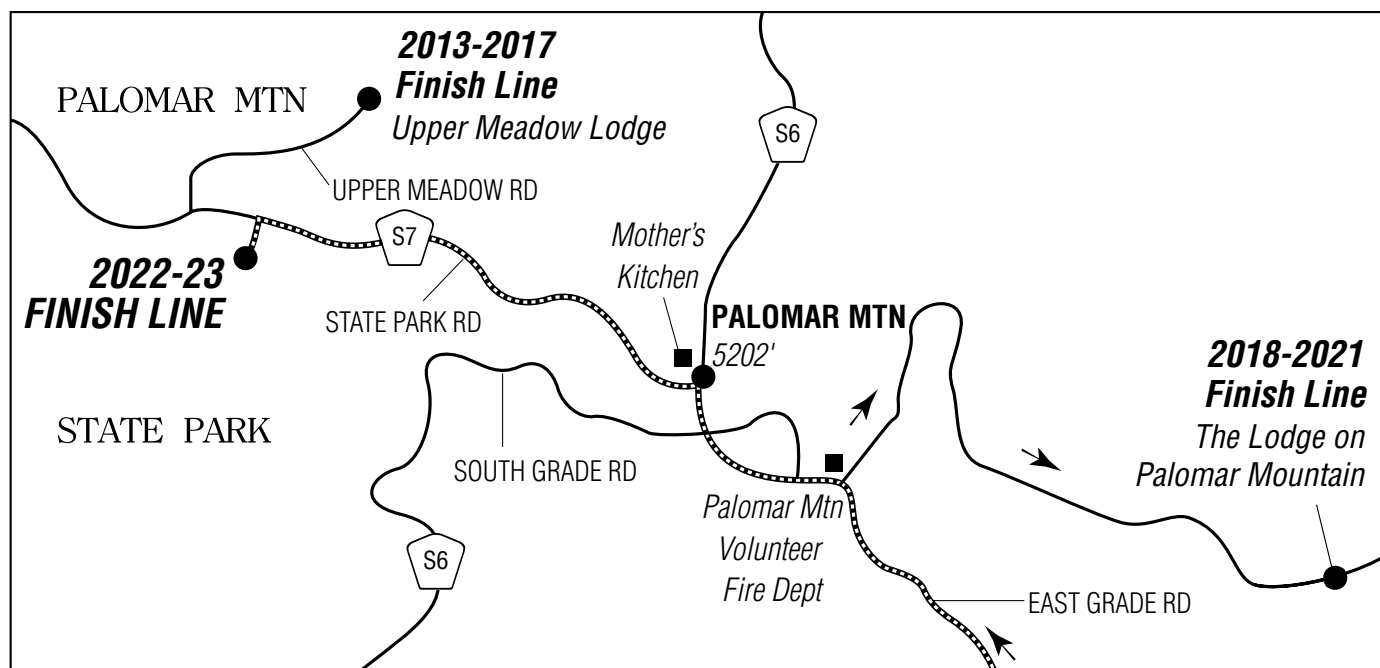 2013-2017
Finish Line
Upper Meadow Lodge
PALOMAR MTN
S6
UPPER MEADOW RD
S7
Mother's
Kitchen
2022-23
FINISH LINE
STATE PARK RD
PALOMAR MTN
5202'
2018-2021
Finish Line
The Lodge on
Palomar Mountain
STATE PARK
SOUTH GRADE RD
Palomar Mtn
Volunteer
Fire Dept
S6
EAST GRADE RD